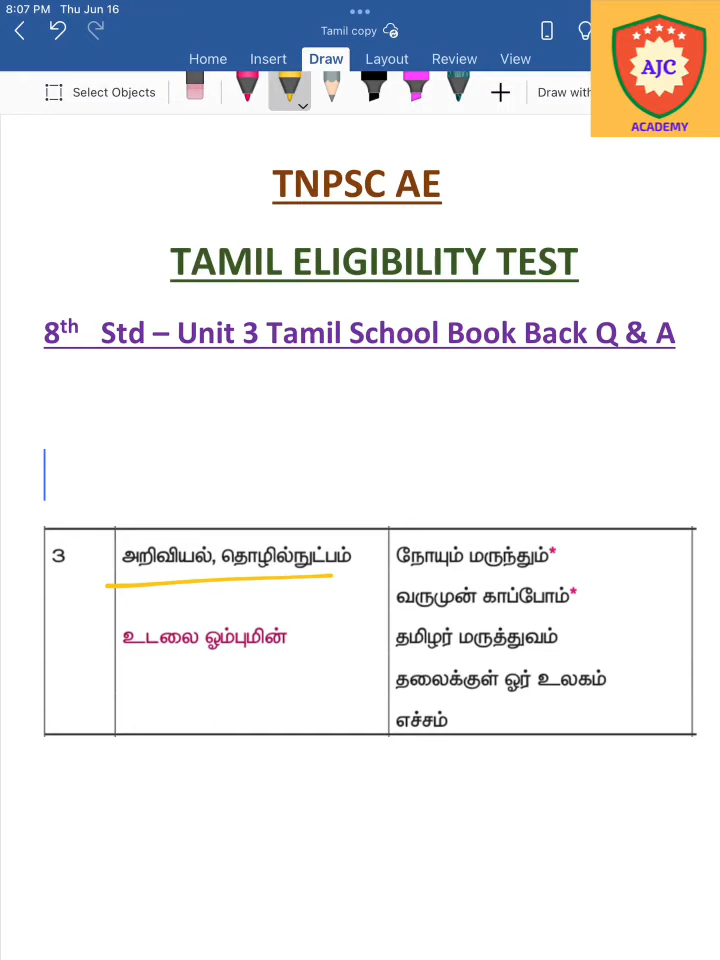 8:07 PM Thu Jun 16
Tamil copy
Home Insert Draw Layout Review View
Select Objects
Draw with
AJC
ACADEMY
TNPSC AE
TAMIL ELIGIBILITY TEST
8th Std – Unit 3 Tamil School Book Back Q & A
3 அறிவியல், தொழில்நுட்பம் நோயும் மருந்தும்*
வருமுன் காப்போம்*
உடலை ஓம்புமின் தமிழர் மருத்துவம்
தலைக்குள் ஓர் உலகம்
எச்சம்